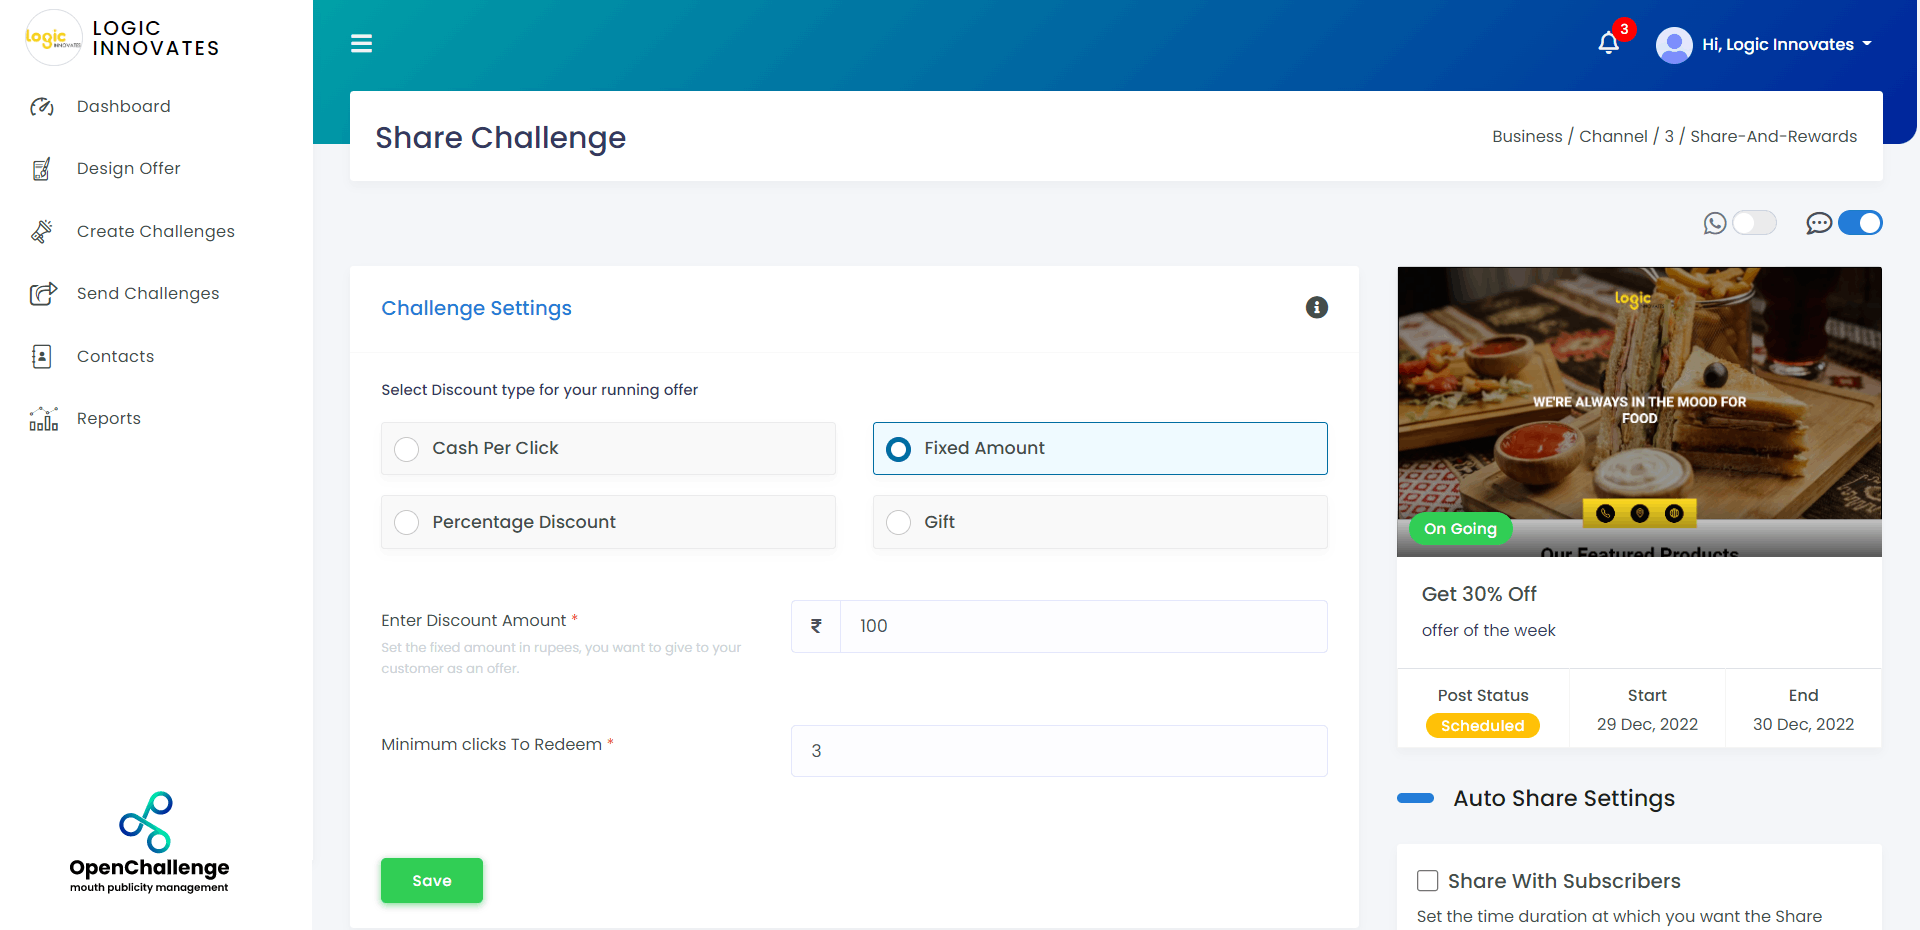 logic
INNOVATES
LOGIC
INNOVATES
Dashboard
Design Offer
Create Challenges
Send Challenges
Contacts
Reports
OpenChallenge
mouth publicity management
3
Hi, Logic Innovates
Share Challenge
Business / Channel / 3 / Share-And-Rewards
Challenge Settings
Select Discount type for your running offer
Cash Per Click
Fixed Amount
Percentage Discount
Gift
Enter Discount Amount *
Set the fixed amount in rupees, you want to give to your
customer as an offer.
₹ 100
Minimum clicks To Redeem *
3
Save
logic
INNOVATES
WE'RE ALWAYS IN THE MOOD FOR
FOOD
On Going
Our Featured Products
Get 30% Off
offer of the week
Post Status
Scheduled
Start
29 Dec, 2022
End
30 Dec, 2022
Auto Share Settings
Share With Subscribers
Set the time duration at which you want the Share